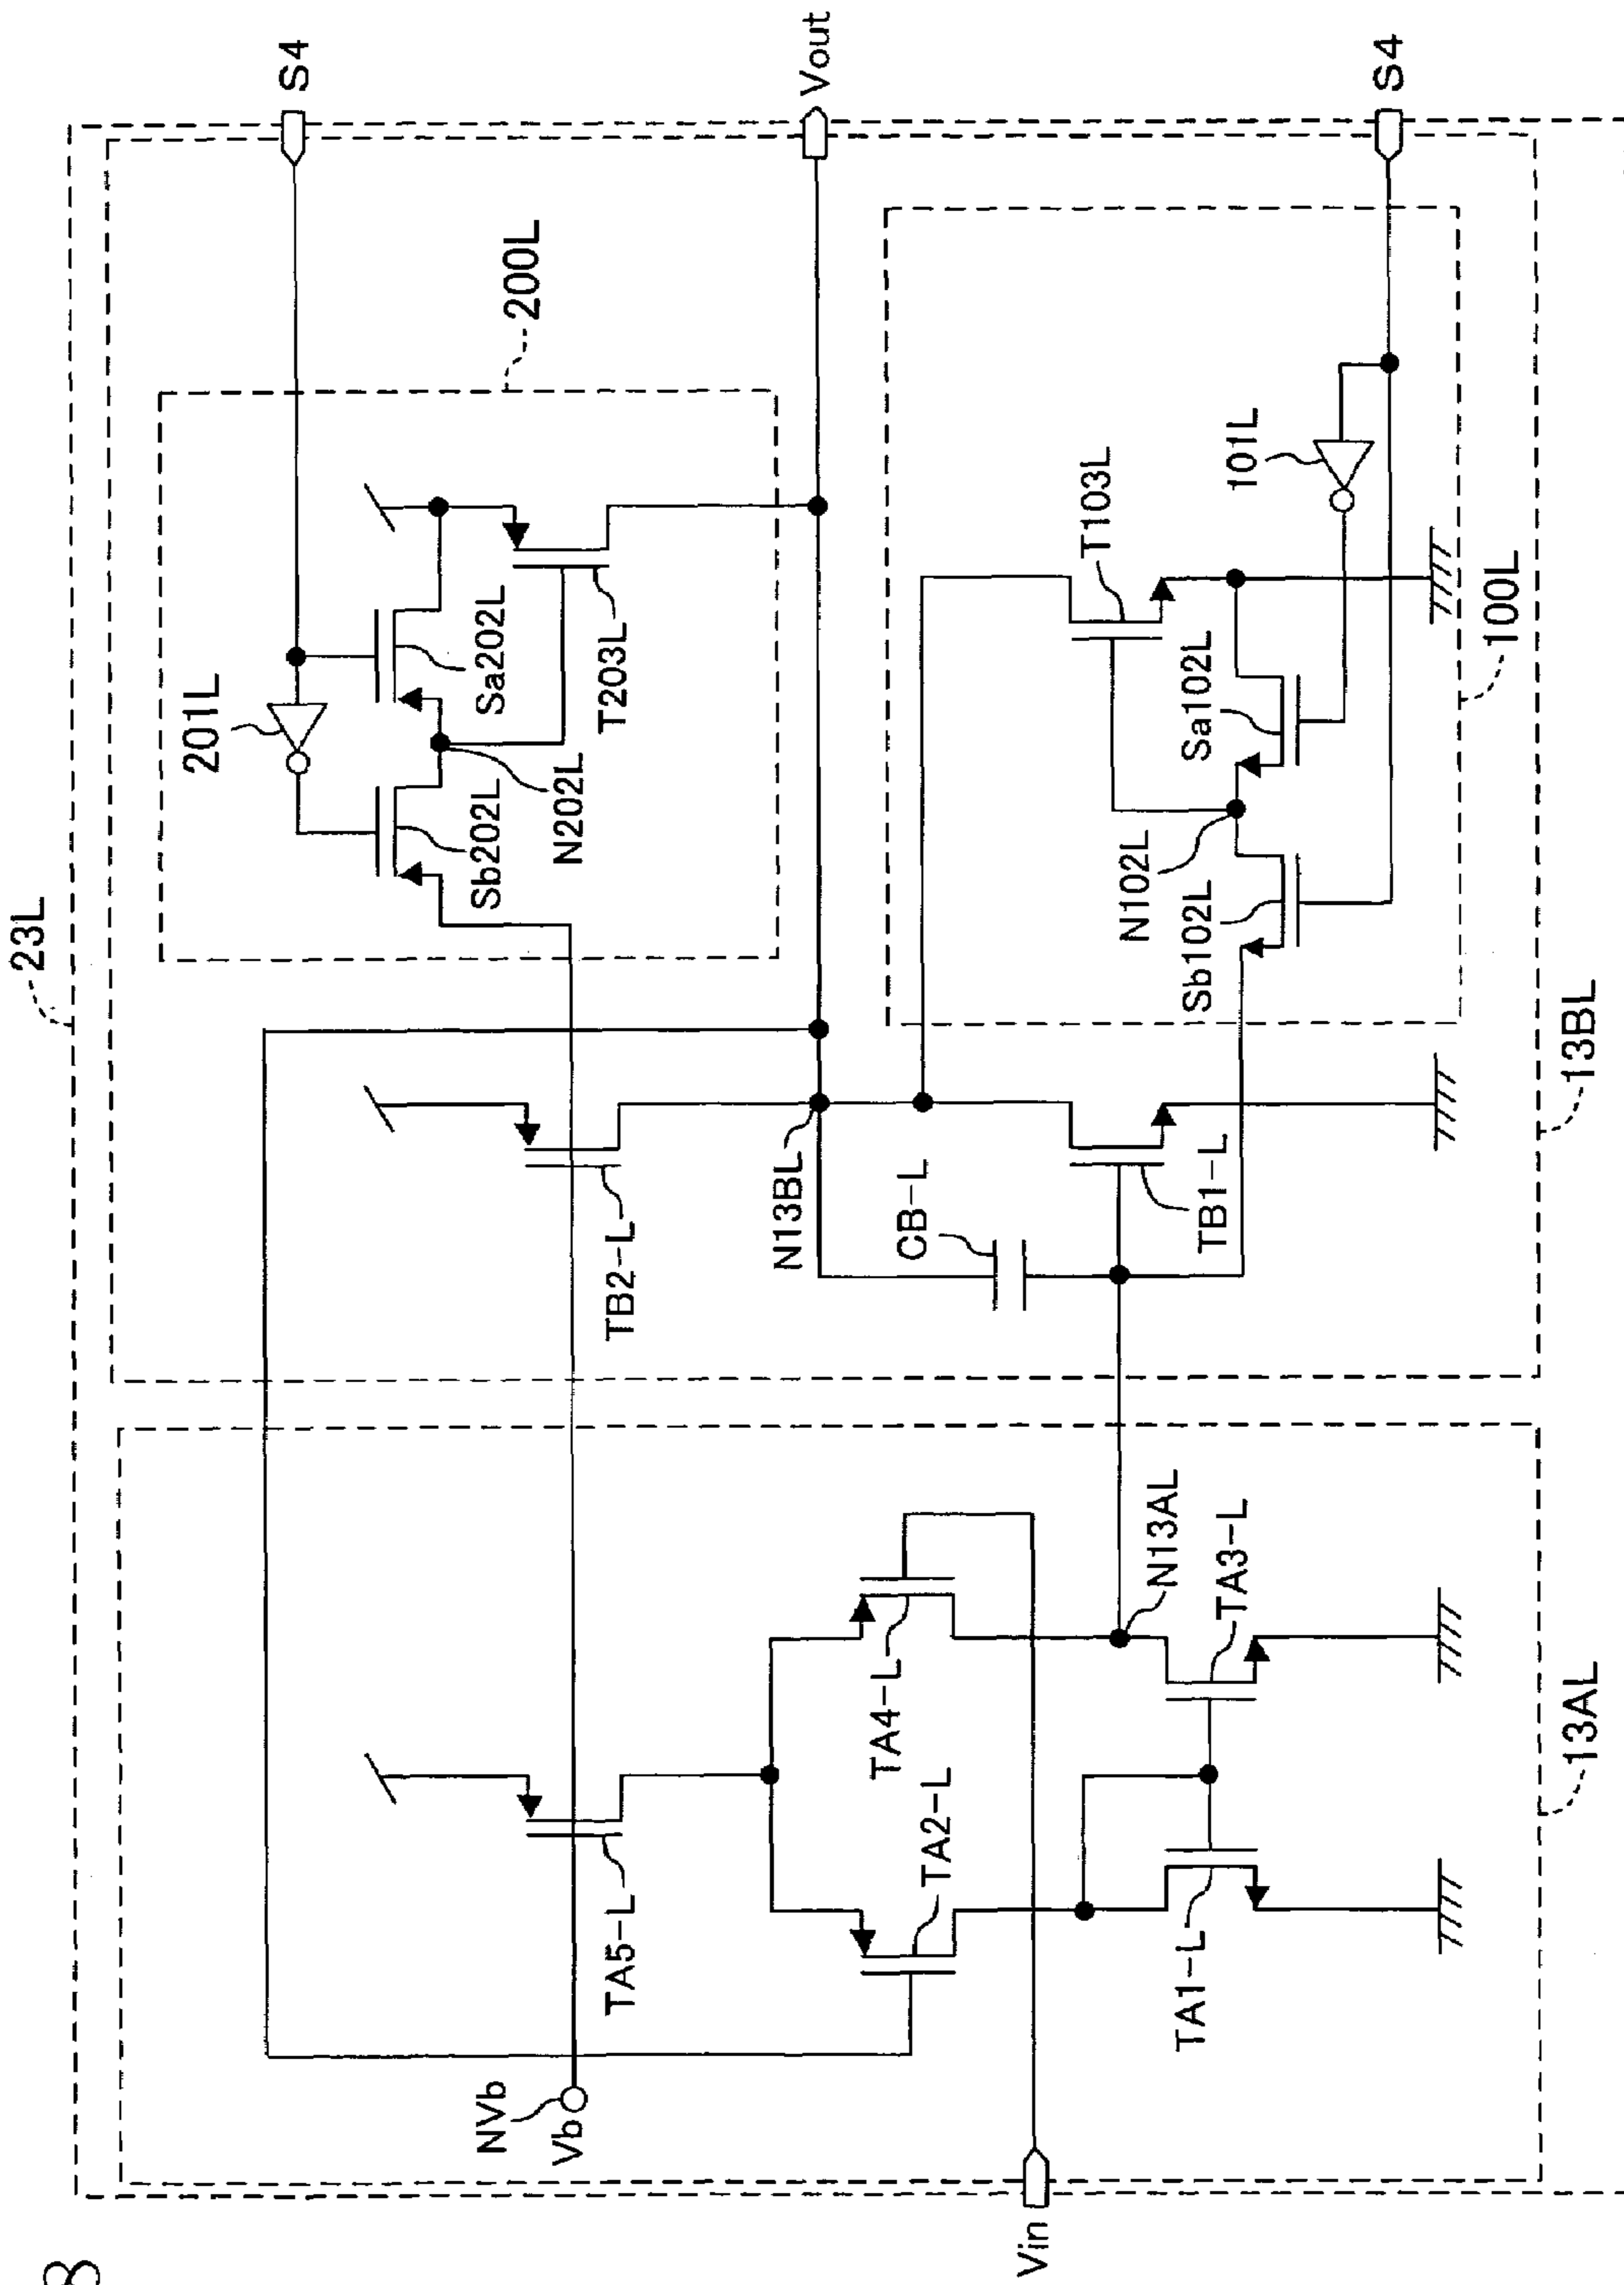 23L
S4
201L
Sa202L
Sb202L
N202L
T203L
200L
Vout
TB2-L
N13BL
CB-L
TB1-L
T103L
101L
Sa102L
N102L
Sb102L
S4
100L
13BL
NVb
Vb
TA5-L
TA4-L
TA2-L
N13AL
TA3-L
TA1-L
Vin
13AL